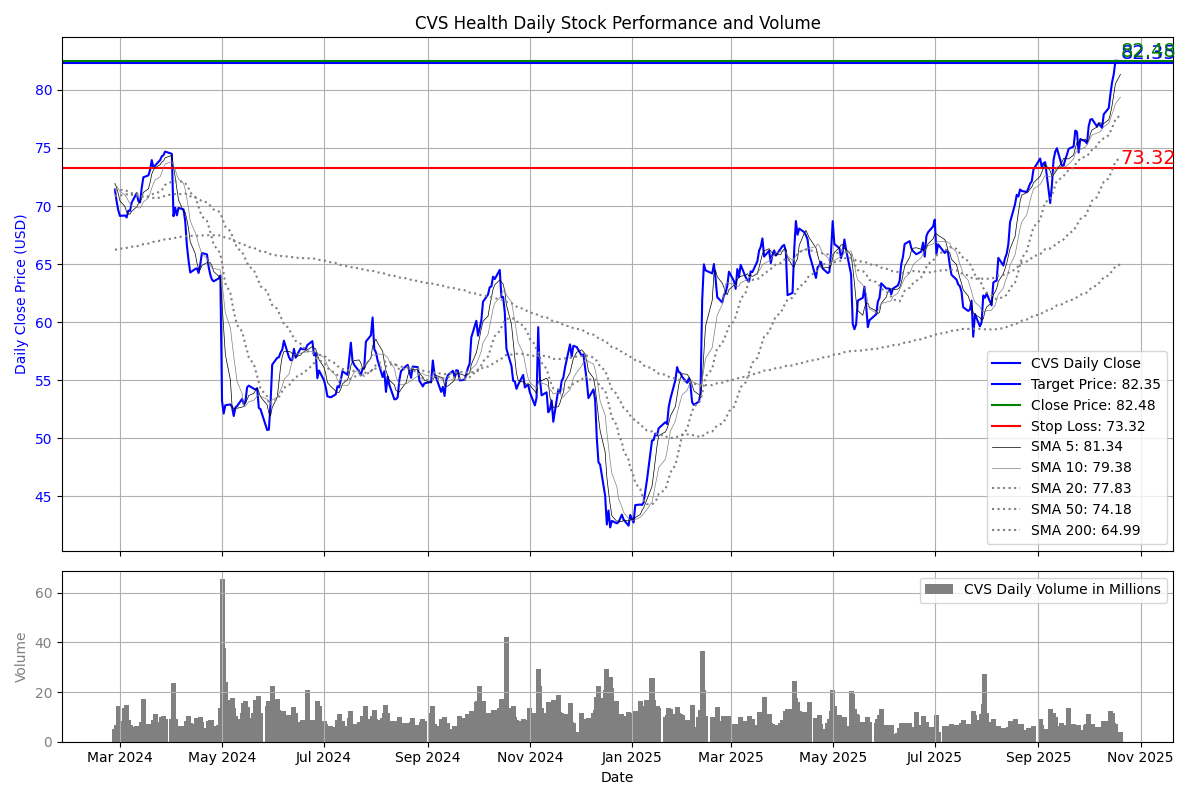 CVS Health Daily Stock Performance and Volume
82.48
82.35
80
75
73.32
70
65
60
55
50
45
Daily Close Price (USD)
CVS Daily Close
Target Price: 82.35
Close Price: 82.48
Stop Loss: 73.32
SMA 5: 81.34
SMA 10: 79.38
SMA 20: 77.83
SMA 50: 74.18
SMA 200: 64.99
CVS Daily Volume in Millions
60
40
20
0
Volume
Mar 2024 May 2024 Jul 2024 Sep 2024 Nov 2024 Jan 2025 Mar 2025 May 2025 Jul 2025 Sep 2025 Nov 2025
Date